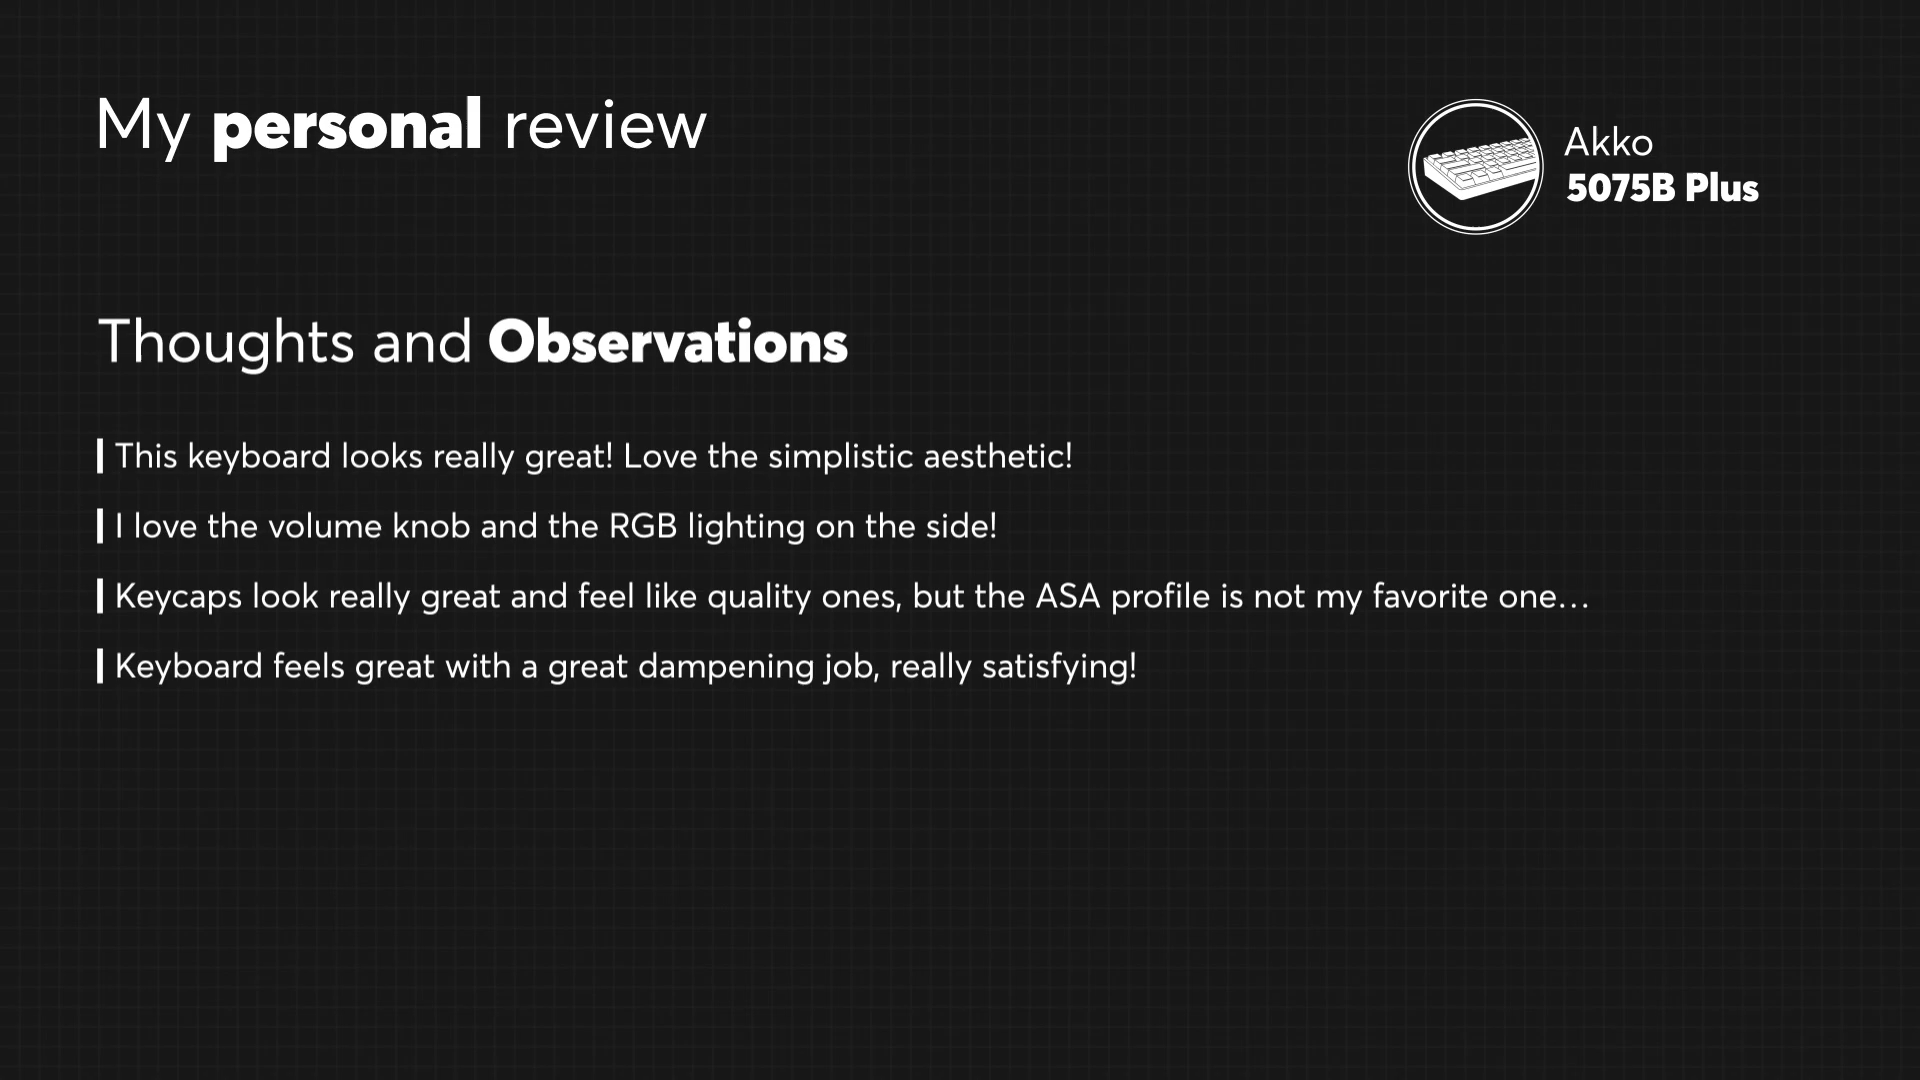 My personal review
Akko
5075B Plus
Thoughts and Observations
This keyboard looks really great! Love the simplistic aesthetic!
I love the volume knob and the RGB lighting on the side!
Keycaps look really great and feel like quality ones, but the ASA profile is not my favorite one...
Keyboard feels great with a great dampening job, really satisfying!